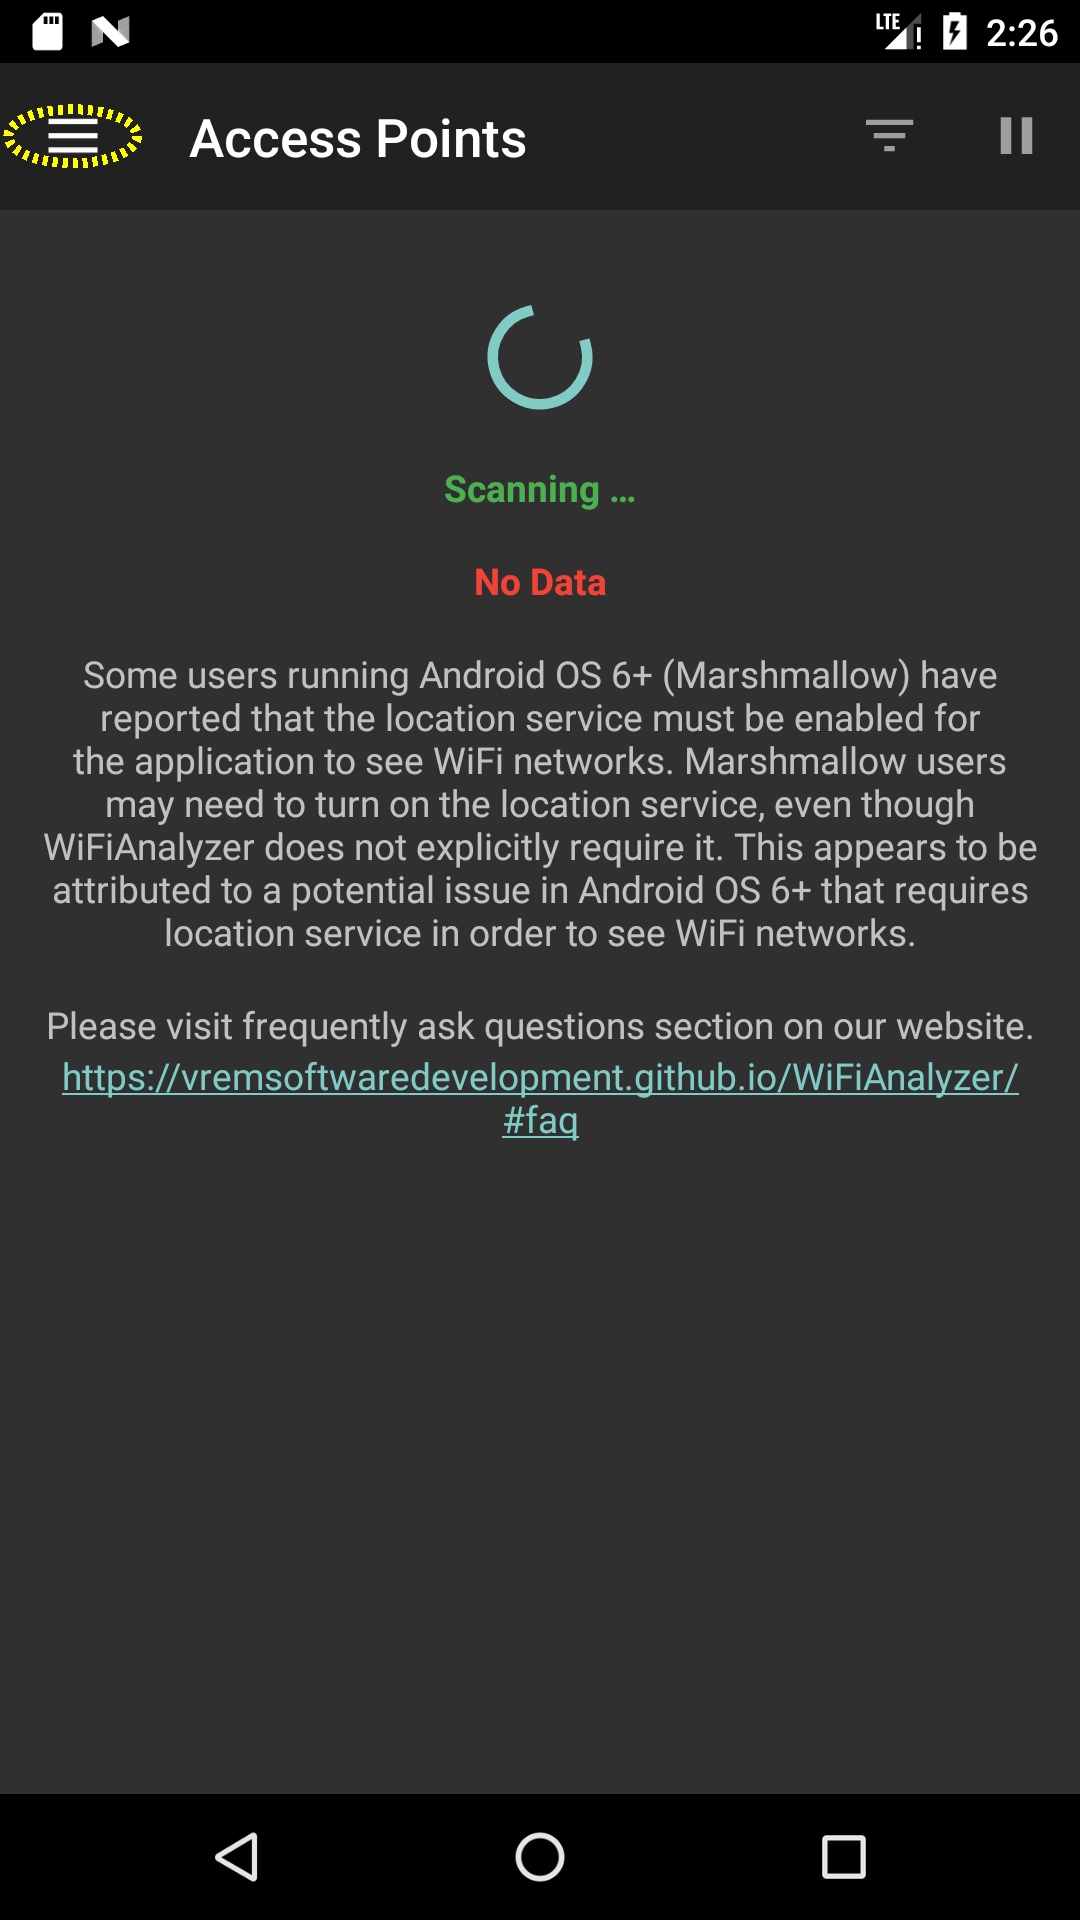 LTE 2:26
Access Points
Scanning ...
No Data
Some users running Android OS 6+ (Marshmallow) have
reported that the location service must be enabled for
the application to see WiFi networks. Marshmallow users
may need to turn on the location service, even though
WiFiAnalyzer does not explicitly require it. This appears to be
attributed to a potential issue in Android OS 6+ that requires
location service in order to see WiFi networks.
Please visit frequently ask questions section on our website.
https://vremsoftwaredevelopment.github.io/WiFiAnalyzer/
#faq